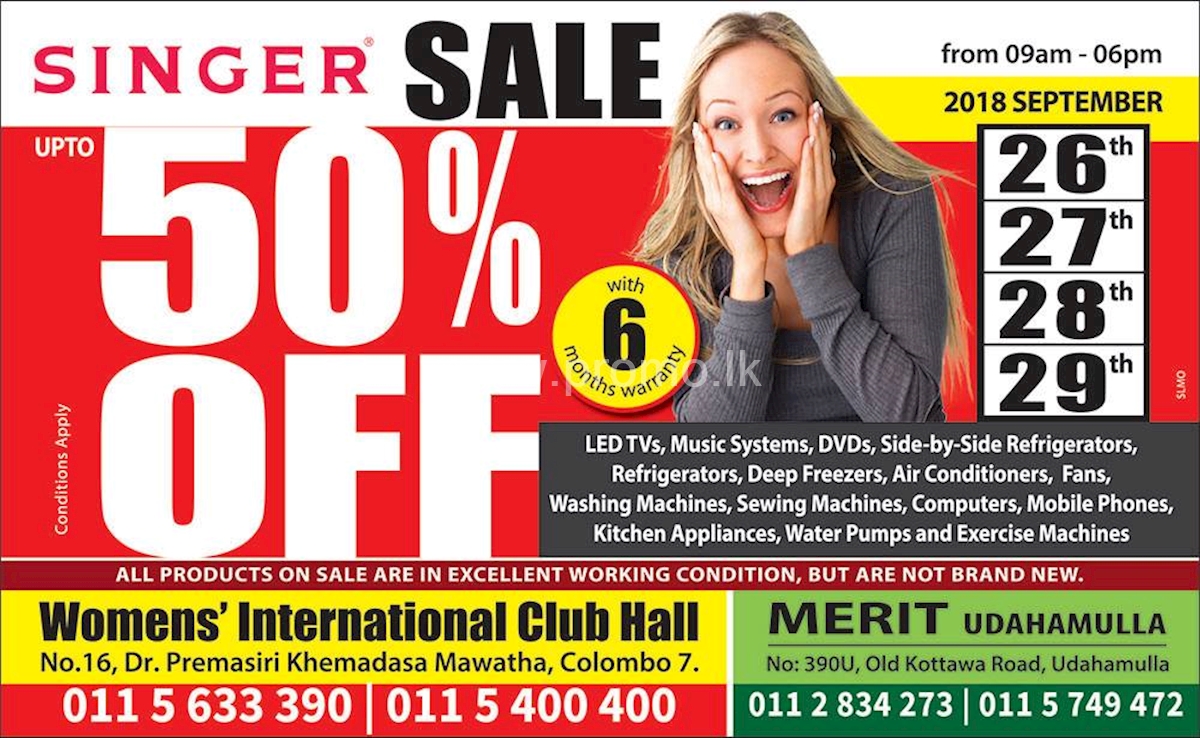 SINGER®
SALE
from 09am - 06pm
2018 SEPTEMBER
26th
27th
28th
29th
UPTO
50%
OFF
Conditions Apply
with
6
months warranty
www.promo.lk
SLMO
LED TVs, Music Systems, DVDs, Side-by-Side Refrigerators,
Refrigerators, Deep Freezers, Air Conditioners, Fans,
Washing Machines, Sewing Machines, Computers, Mobile Phones,
Kitchen Appliances, Water Pumps and Exercise Machines
ALL PRODUCTS ON SALE ARE IN EXCELLENT WORKING CONDITION, BUT ARE NOT BRAND NEW.
Womens' International Club Hall
No.16, Dr. Premasiri Khemadasa Mawatha, Colombo 7.
011 5 633 390 | 011 5 400 400
MERIT UDAHAMULLA
No: 390U, Old Kottawa Road, Udahamulla
011 2 834 273 | 011 5 749 472